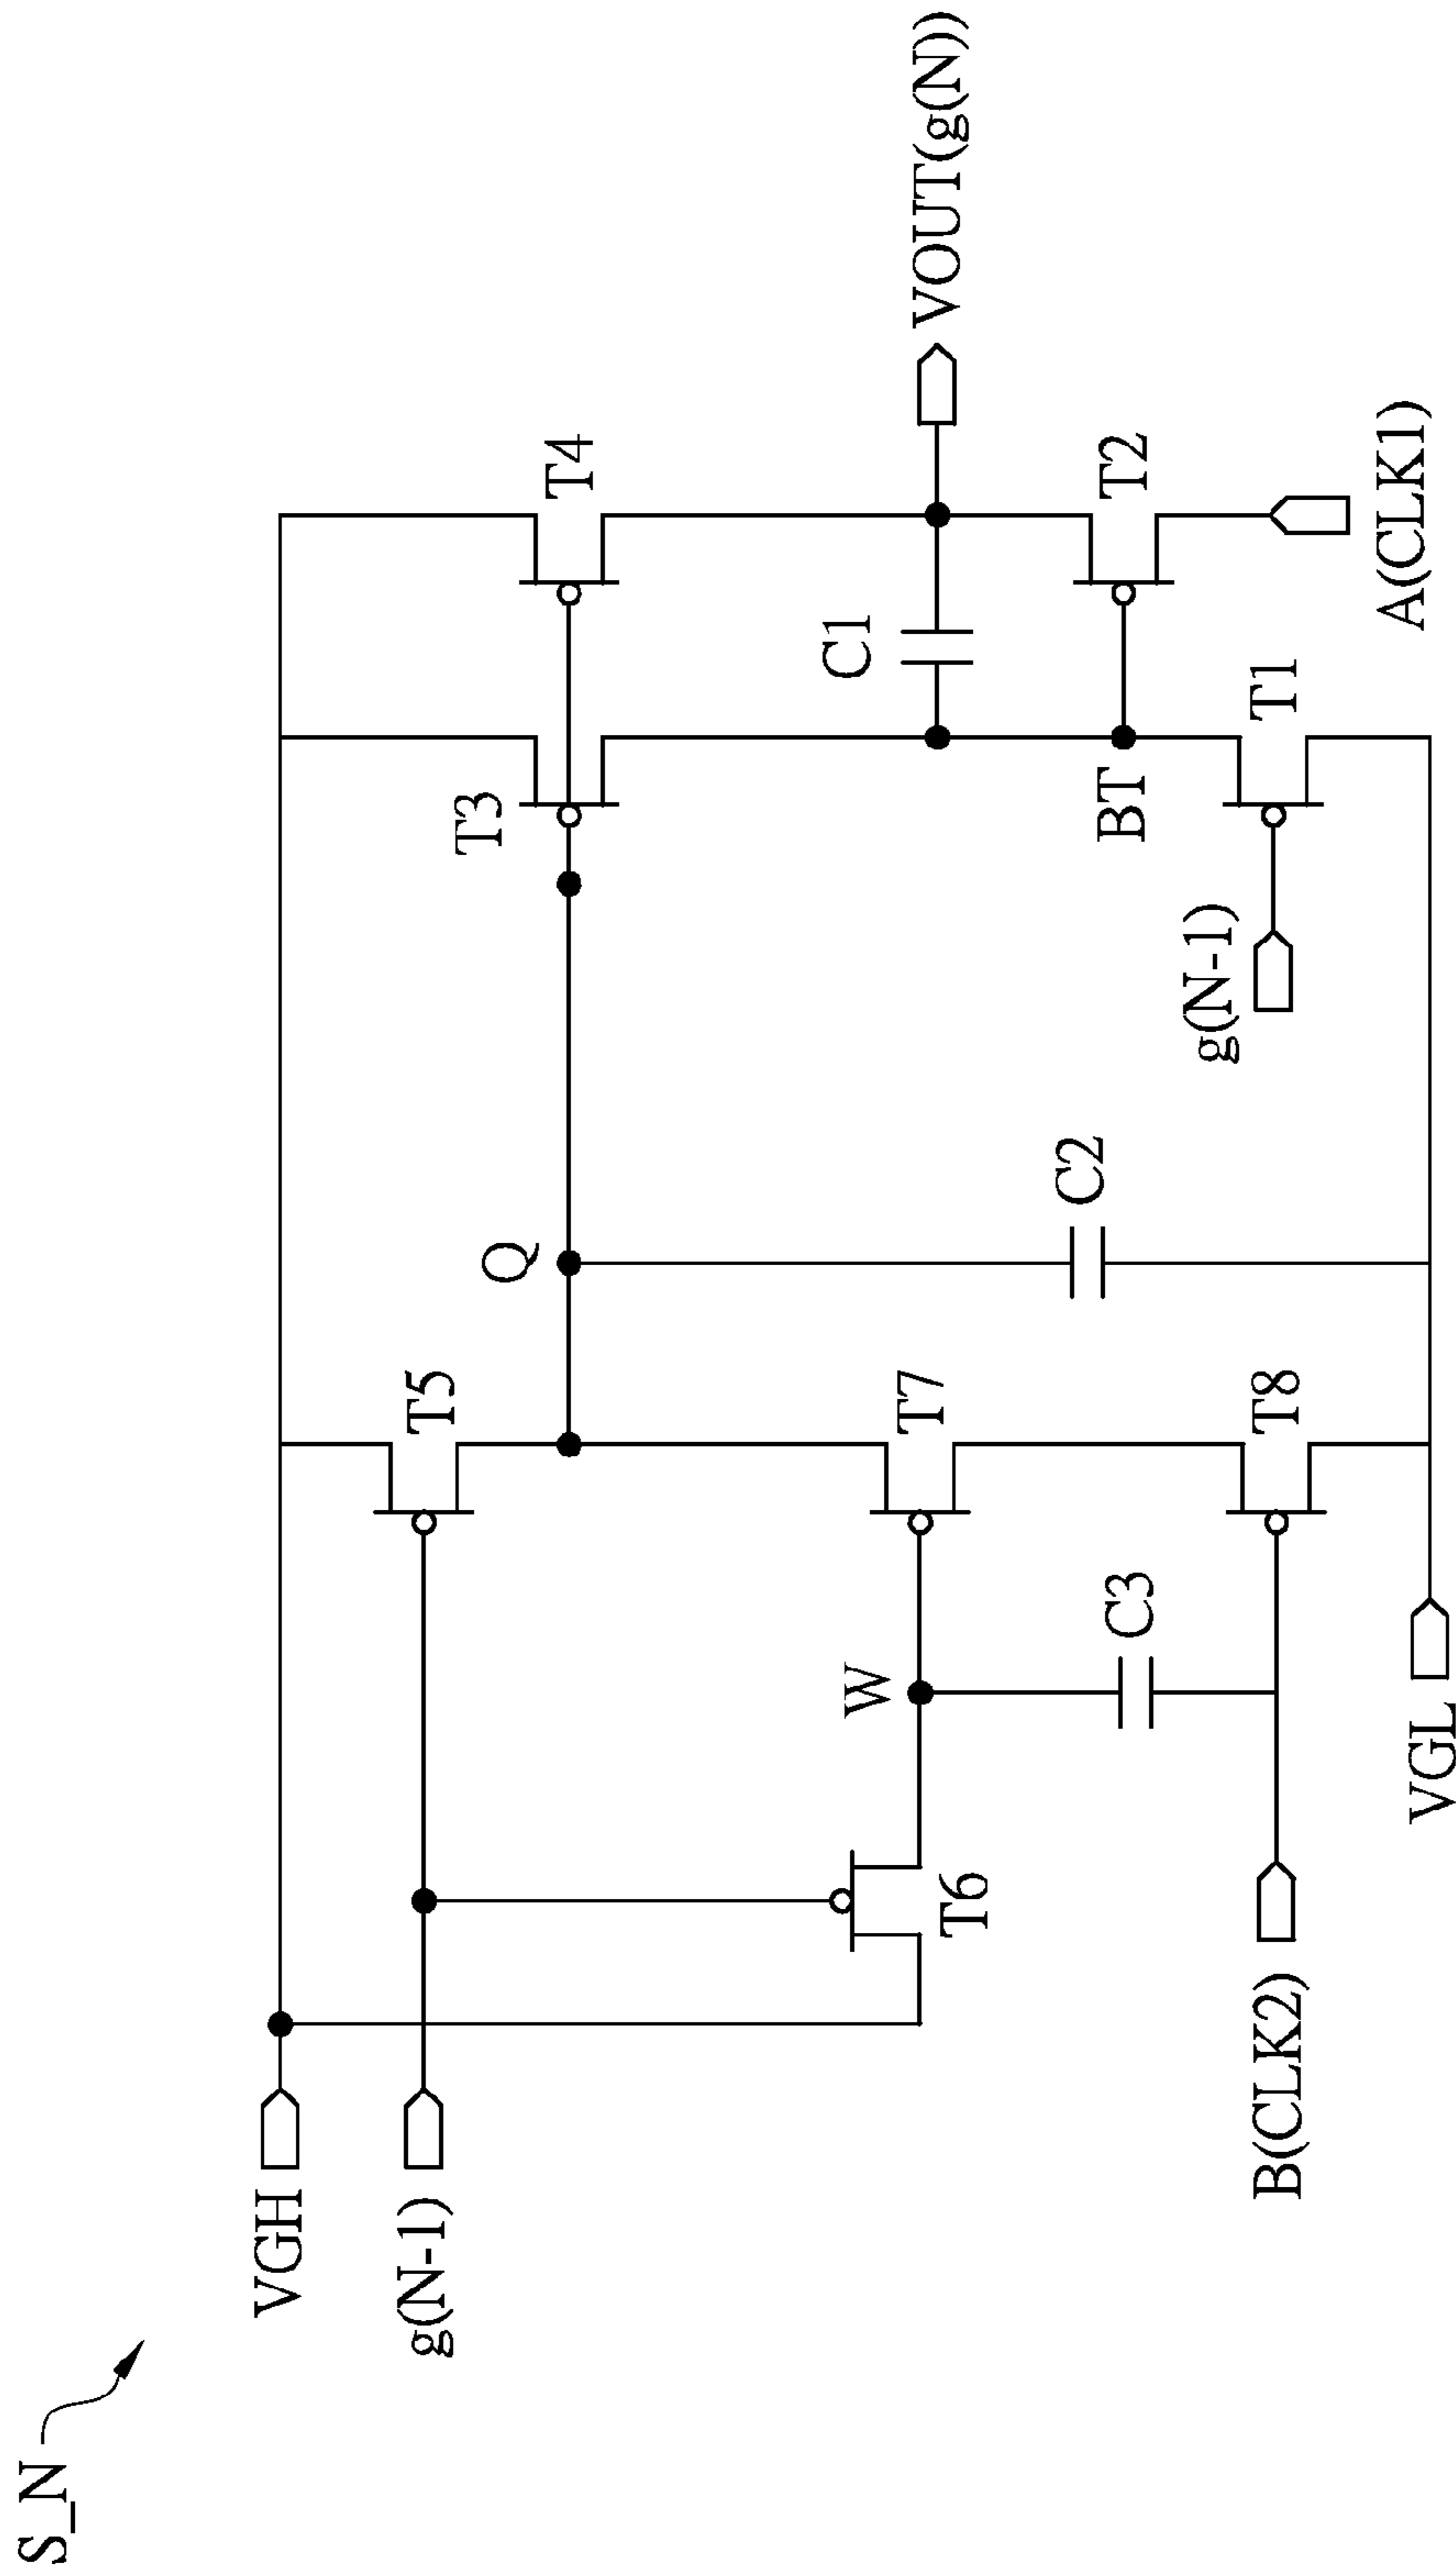 S_N
VGH
g(N-1)
T5
Q
T3
T4
W
T7
C1
VOUT(g(N))
T6
C3
C2
BT
T2
B(CLK2)
T8
g(N-1)
T1
VGL
A(CLK1)